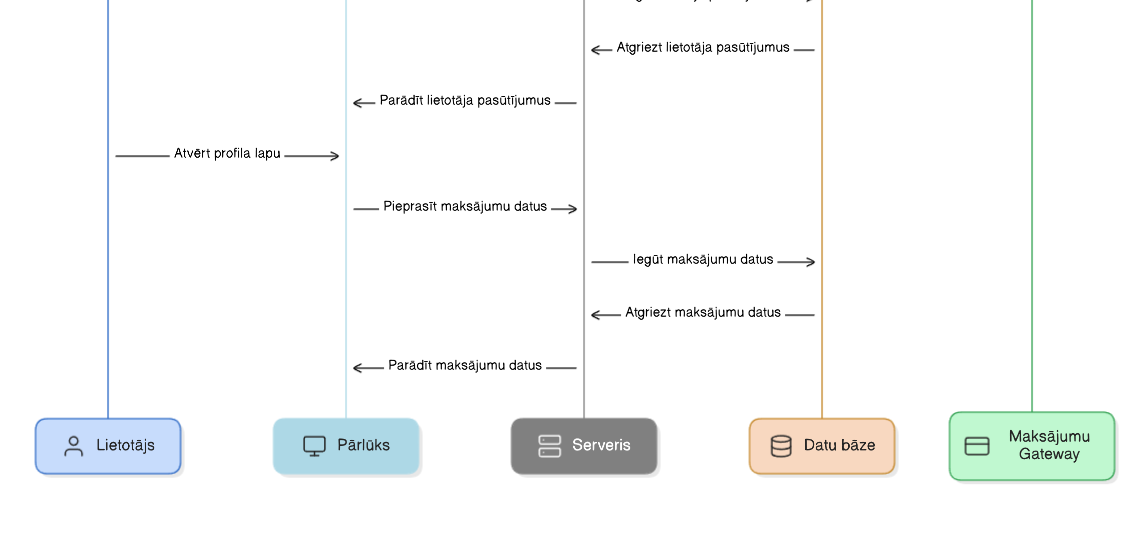 Atgriezt lietotāja pasūtījumus
Parādīt lietotāja pasūtījumus
Atvērt profila lapu
Pieprasīt maksājumu datus
Iegūt maksājumu datus
Atgriezt maksājumu datus
Parādīt maksājumu datus
Lietotājs
Pārlūks
Serveris
Datu bāze
Maksājumu
Gateway